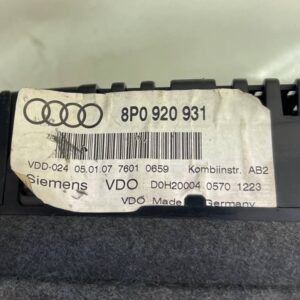 8P0 920 931
VDD-024 05.01.07 7601 0659 Kombiinstr. AB2
Siemens VDO D0H20004 0570 1223
VDO Made Germany